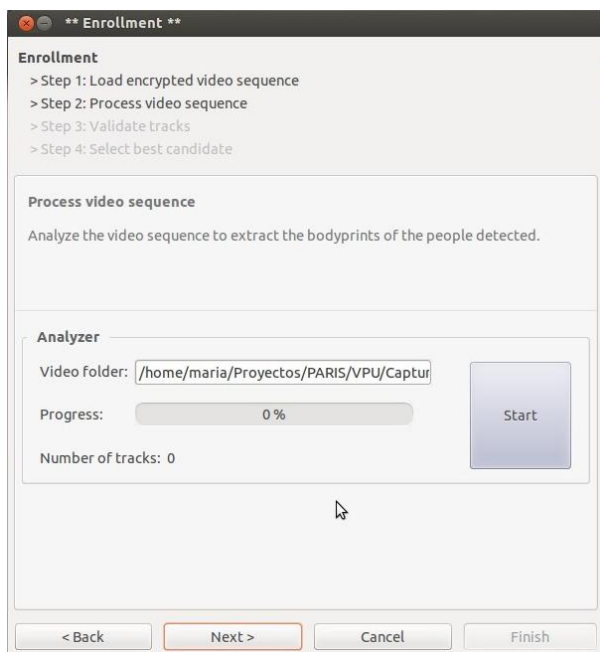 ** Enrollment **
Enrollment
> Step 1: Load encrypted video sequence
> Step 2: Process video sequence
> Step 3: Validate tracks
> Step 4: Select best candidate
Process video sequence
Analyze the video sequence to extract the bodyprints of the people detected.
Analyzer
Video folder: /home/maria/Proyectos/PARIS/VPU/Captur
Progress: 0 %
Start
Number of tracks: 0
< Back Next > Cancel Finish